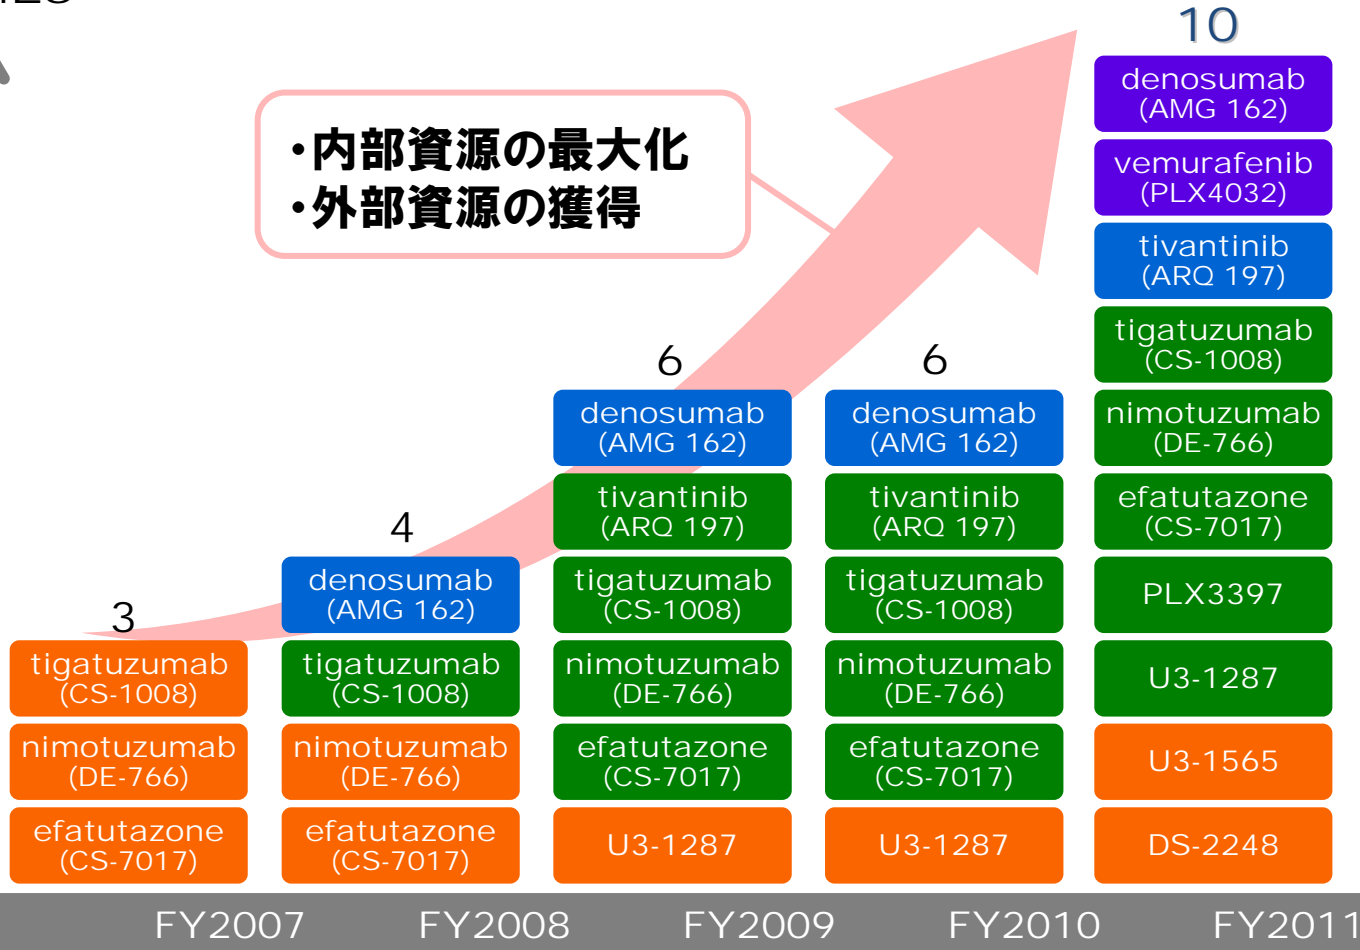 10
・内部資源の最大化
・外部資源の獲得
denosumab
(AMG 162)
vemurafenib
(PLX4032)
tivantinib
(ARQ 197)
tigatuzumab
(CS-1008)
nimotuzumab
(DE-766)
efatutazone
(CS-7017)
PLX3397
U3-1287
U3-1565
DS-2248
6
denosumab
(AMG 162)
tivantinib
(ARQ 197)
tigatuzumab
(CS-1008)
nimotuzumab
(DE-766)
efatutazone
(CS-7017)
U3-1287
6
denosumab
(AMG 162)
tivantinib
(ARQ 197)
tigatuzumab
(CS-1008)
nimotuzumab
(DE-766)
efatutazone
(CS-7017)
U3-1287
4
denosumab
(AMG 162)
tigatuzumab
(CS-1008)
nimotuzumab
(DE-766)
efatutazone
(CS-7017)
3
tigatuzumab
(CS-1008)
nimotuzumab
(DE-766)
efatutazone
(CS-7017)
FY2007 FY2008 FY2009 FY2010 FY2011